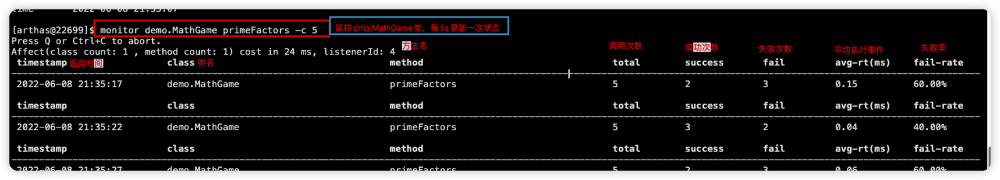 time 2022-06-08 21:35:07
[arthas@22699]$ monitor demo.MathGame primeFactors -c 5 监控dmo.MathGame类，每5s更新一次状态
Press Q or Ctrl+C to abort.
Affect(class count: 1 , method count: 1) cost in 24 ms, listenerId: 4
方法名 调用次数 成功次数 失败次数 平均执行事件 失败率
timestamp 返回时间 class 类名 method total success fail avg-rt(ms) fail-rate
2022-06-08 21:35:17 demo.MathGame primeFactors 5 2 3 0.15 60.00%
timestamp class method total success fail avg-rt(ms) fail-rate
2022-06-08 21:35:22 demo.MathGame primeFactors 5 3 2 0.04 40.00%
timestamp class method total success fail avg-rt(ms) fail-rate
2022-06-08 21:35:27 demo.MathGame primeFactors 5 2 3 0.06 60.00%